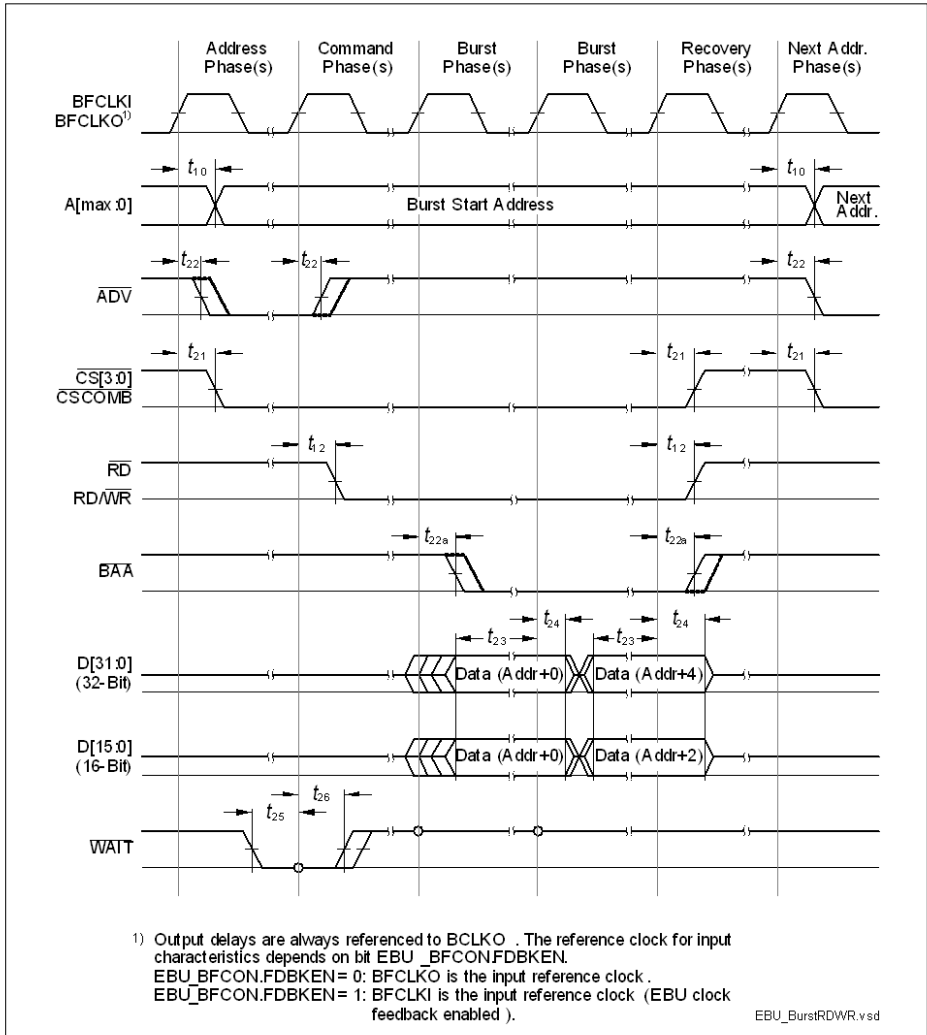 Address Phase(s) Command Phase(s) Burst Phase(s) Burst Phase(s) Recovery Phase(s) Next Addr. Phase(s)
BFCLKI
BFCLKO1)
t10 t10
A[max:0] Burst Start Address Next Addr.
t22 t22 t22
ADV
t21 t21 t21
CS[3:0]
CSCOMB
t12 t12
RD
RD/WR
t22a t22a
BAA
t23 t24 t23 t24
D[31:0]
(32-Bit)
Data (Addr+0) Data (Addr+4)
D[15:0]
(16-Bit)
Data (Addr+0) Data (Addr+2)
t25 t26
WAIT
1) Output delays are always referenced to BCLKO . The reference clock for input
characteristics depends on bit EBU _BFCON.FDBKEN.
EBU_BFCON.FDBKEN = 0: BFCLKO is the input reference clock .
EBU_BFCON.FDBKEN = 1: BFCLKI is the input reference clock (EBU clock
feedback enabled ).
EBU_BurstRDWR.vsd